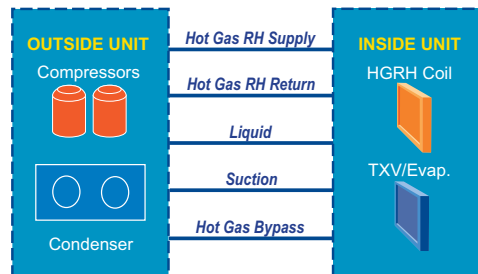 OUTSIDE UNIT
Compressors
Condenser
Hot Gas RH Supply
Hot Gas RH Return
Liquid
Suction
Hot Gas Bypass
INSIDE UNIT
HGRH Coil
TXV/Evap.